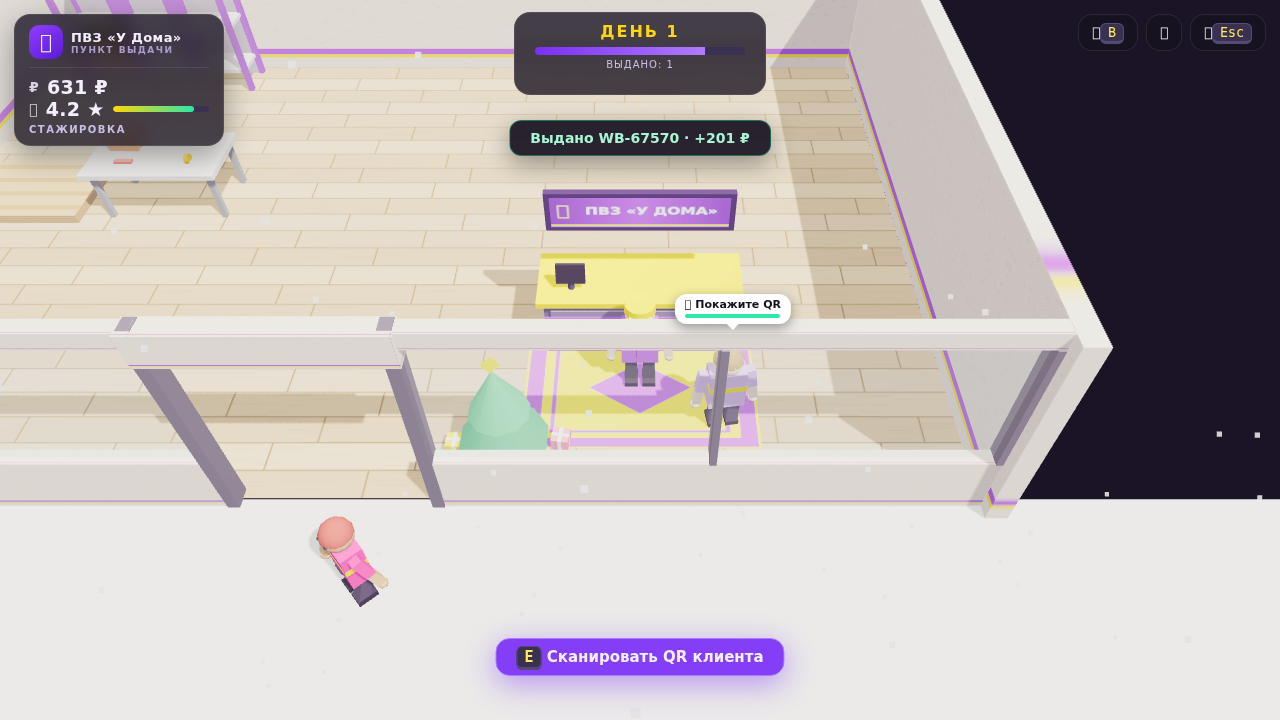 ПВЗ «У Дома»
ПУНКТ ВЫДАЧИ
₽ 631 ₽
4.2 ★
СТАЖИРОВКА
ДЕНЬ 1
ВЫДАНО: 1
B
Esc
Выдано WB-67570 · +201 ₽
ПВЗ «У ДОМА»
Покажите QR
E Сканировать QR клиента